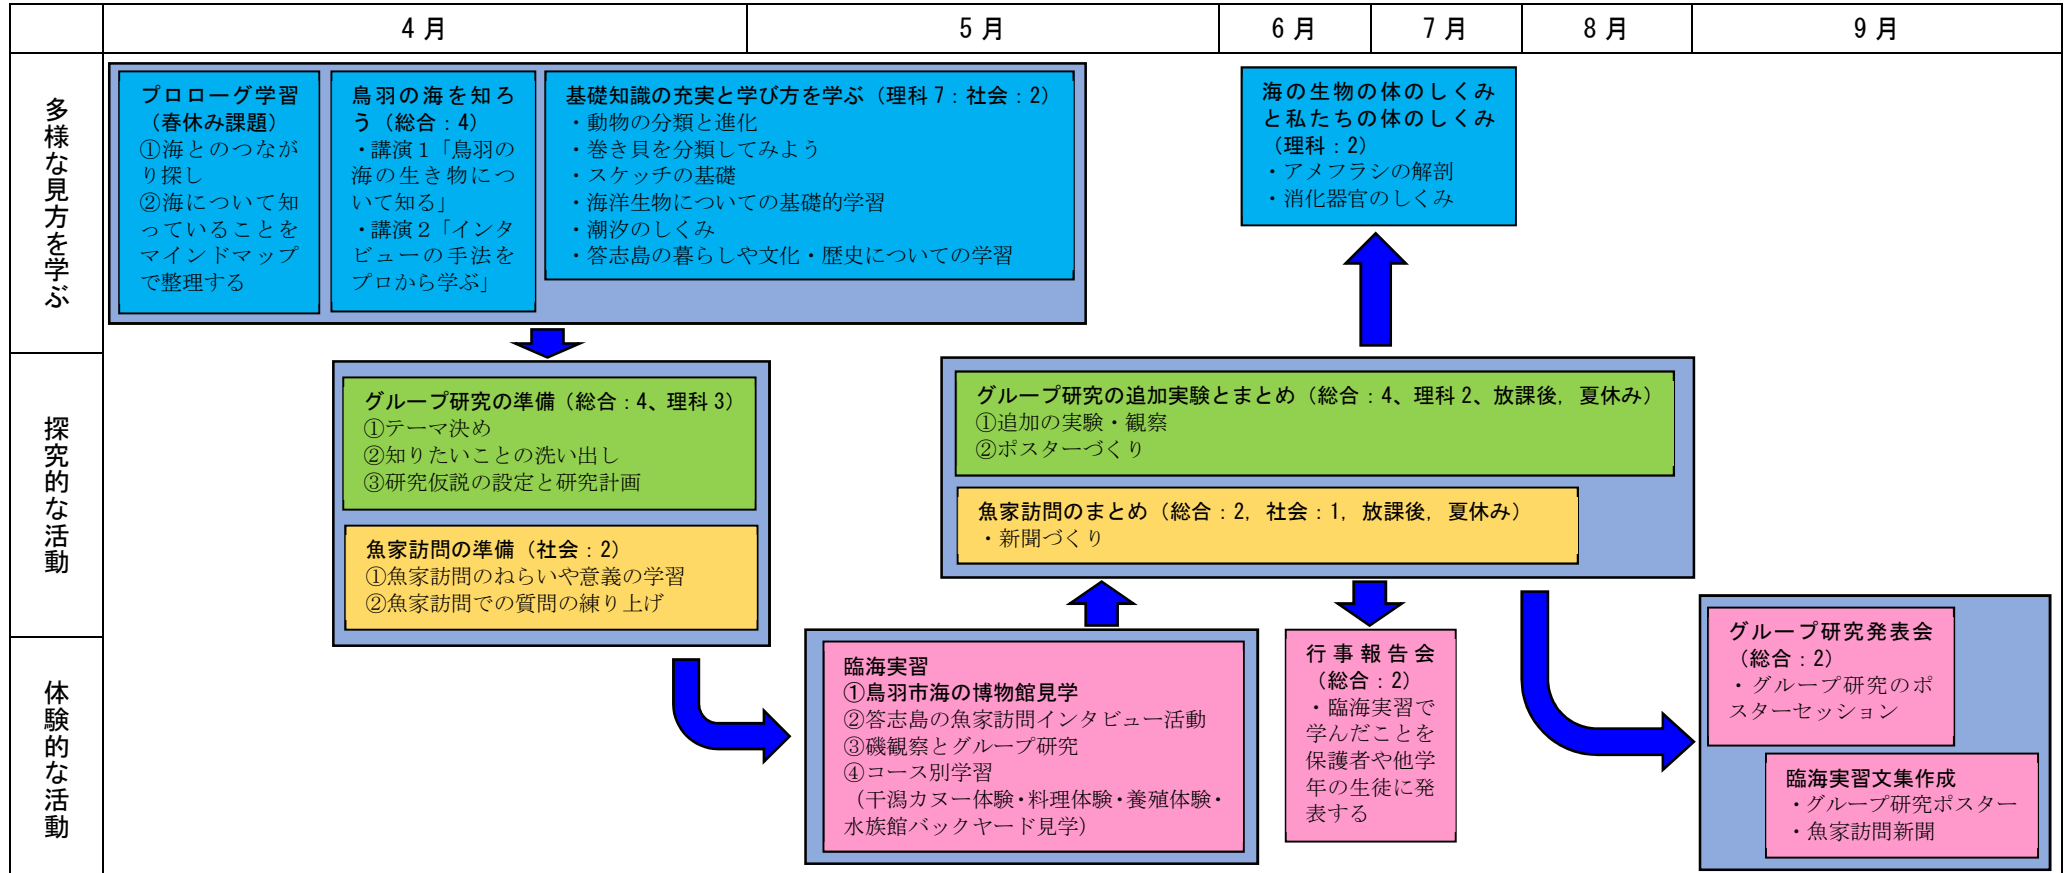 4月
5月
6月
7月
8月
9月
多様な見方を学ぶ
プロローグ学習
(春休み課題)
①海とのつなが
り探し
②海について知
っていることを
マインドマップ
で整理する
鳥羽の海を知ろ
う(総合:4)
・講演1「鳥羽の
海の生き物につ
いて知る」
・講演2「インタ
ビューの手法を
プロから学ぶ」
基礎知識の充実と学び方を学ぶ(理科7:社会:2)
・動物の分類と進化
・巻き貝を分類してみよう
・スケッチの基礎
・海洋生物についての基礎的学習
・潮汐のしくみ
・答志島の暮らしや文化・歴史についての学習
海の生物の体のしくみ
と私たちの体のしくみ
(理科:2)
・アメフラシの解剖
・消化器官のしくみ
探究的な活動
グループ研究の準備(総合:4、理科3)
①テーマ決め
②知りたいことの洗い出し
③研究仮説の設定と研究計画
魚家訪問の準備(社会:2)
①魚家訪問のねらいや意義の学習
②魚家訪問での質問の練り上げ
グループ研究の追加実験とまとめ(総合:4、理科2、放課後,夏休み)
①追加の実験・観察
②ポスターづくり
魚家訪問のまとめ(総合:2,社会:1,放課後,夏休み)
・新聞づくり
体験的な活動
臨海実習
①鳥羽市海の博物館見学
②答志島の魚家訪問インタビュー活動
③磯観察とグループ研究
④コース別学習
(干潟カヌー体験・料理体験・養殖体験・
水族館バックヤード見学)
行事報告会
(総合:2)
・臨海実習で
学んだことを
保護者や他学
年の生徒に発
表する
グループ研究発表会
(総合:2)
・グループ研究のポ
スターセッション
臨海実習文集作成
・グループ研究ポスター
・魚家訪問新聞